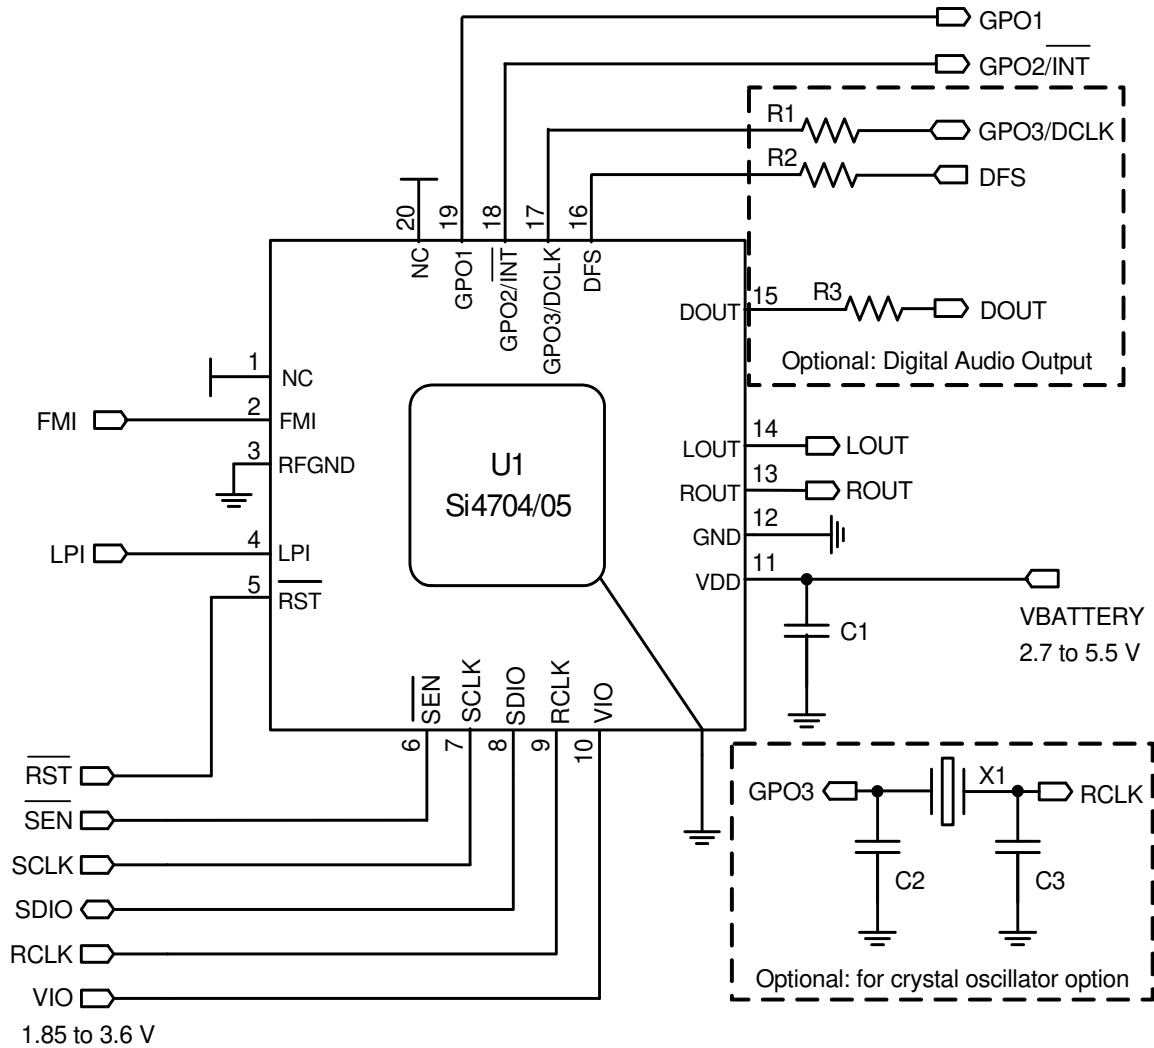 GPO1
GPO2/INT
R1
GPO3/DCLK
R2
DFS
20
19
18
17
16
NC
GPO1
GPO2/INT
GPO3/DCLK
DFS
DOUT
15
R3
DOUT
Optional: Digital Audio Output
1
NC
FMI
2
FMI
3
RFGND
LPI
4
LPI
5
RST
U1
Si4704/05
LOUT
14
LOUT
ROUT
13
ROUT
GND
12
VDD
11
VBATTERY
2.7 to 5.5 V
C1
SEN
SCLK
SDIO
RCLK
VIO
6
7
8
9
10
RST
SEN
SCLK
SDIO
RCLK
VIO
1.85 to 3.6 V
GPO3
X1
RCLK
C2
C3
Optional: for crystal oscillator option